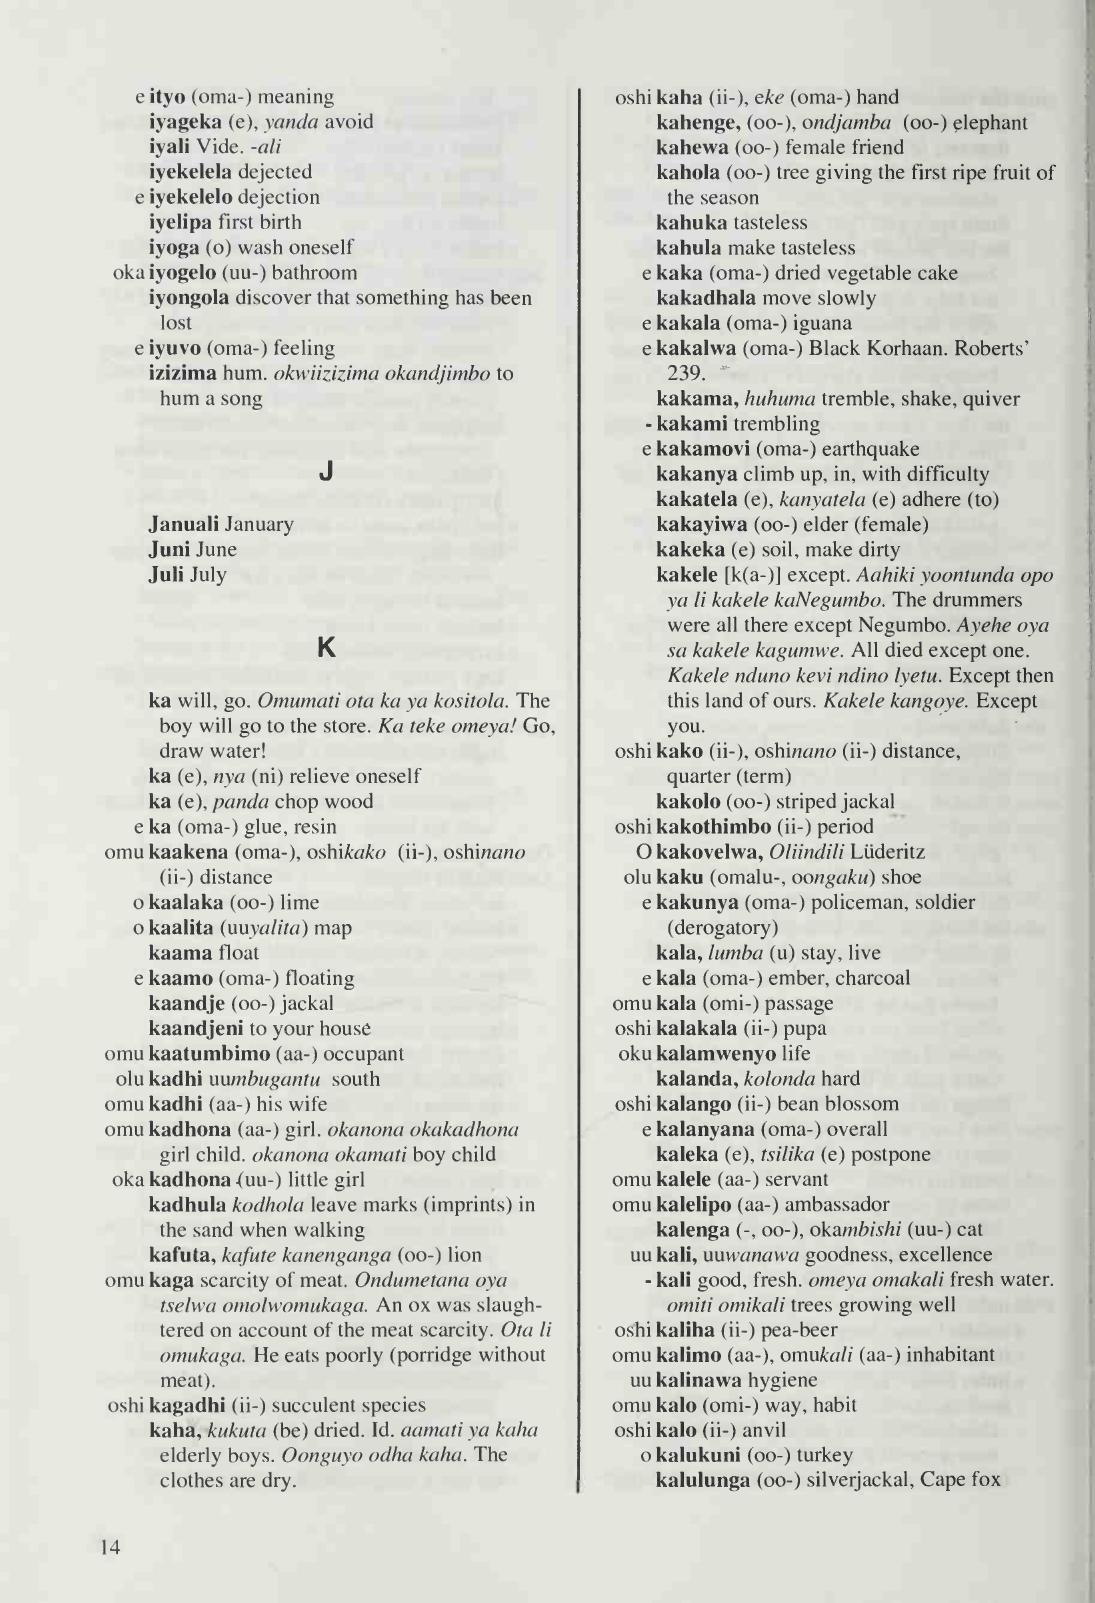 e ityo (oma-) meaning
iyageka (e), yanda avoid
iyali Vide. -ali
iyekelela dejected
e iyekelelo dejection
iyelipa first birth
iyoga (o) wash oneself
oka iyogelo (uu-) bathroom
iyongola discover that something has been
lost
e iyuvo (oma-) feeling
izizima hum. okwiizizima okandjimbo to
hum a song
J
Januali January
Juni June
Juli July
K
ka will, go. Omumati ota ka ya kositola. The
boy will go to the store. Ka teke omeya! Go,
draw water!
ka (e), nya (ni) relieve oneself
ka (e), panda chop wood
e ka (oma-) glue, resin
omu kaakena (oma-), oshikako (ii-), oshinano
(ii-) distance
o kaalaka (oo-) lime
o kaalita (uuyalita) map
kaama float
e kaamo (oma-) floating
kaandje (oo-) jackal
kaandjeni to your house
omu kaatumbimo (aa-) occupant
olu kadhi uumbugantu south
omu kadhi (aa-) his wife
omu kadhona (aa-) girl. okanona okakadhona
girl child. okanona okamati boy child
oka kadhona (uu-) little girl
kadhula kodhola leave marks (imprints) in
the sand when walking
kafuta, kafute kanenganga (oo-) lion
omu kaga scarcity of meat. Ondumetana oya
tselwa omolwomukaga. An ox was slaugh-
tered on account of the meat scarcity. Ota li
omukaga. He eats poorly (porridge without
meat).
oshi kagadhi (ii-) succulent species
kaha, kukuta (be) dried. Id. aamati ya kaha
elderly boys. Oonguyo odha kaha. The
clothes are dry.
oshi kaha (ii-), eke (oma-) hand
kahenge, (oo-), ondjamba (oo-) elephant
kahewa (oo-) female friend
kahola (oo-) tree giving the first ripe fruit of
the season
kahuka tasteless
kahula make tasteless
e kaka (oma-) dried vegetable cake
kakadhala move slowly
e kakala (oma-) iguana
e kakalwa (oma-) Black Korhaan. Roberts'
239.
kakama, huhuma tremble, shake, quiver
- kakami trembling
e kakamovi (oma-) earthquake
kakanya climb up, in, with difficulty
kakatela (e), kanyatela (e) adhere (to)
kakayiwa (oo-) elder (female)
kakeka (e) soil, make dirty
kakele [k(a-)] except. Aahiki yoontunda opo
ya li kakele kaNegumbo. The drummers
were all there except Negumbo. Ayehe oya
sa kakele kagumwe. All died except one.
Kakele nduno kevi ndino lyetu. Except then
this land of ours. Kakele kangoye. Except
you.
oshi kako (ii-), oshinano (ii-) distance,
quarter (term)
kakolo (oo-) striped jackal
oshi kakothimbo (ii-) period
O kakovelwa, Oliindili Lüderitz
olu kaku (omalu-, oongaku) shoe
e kakunya (oma-) policeman, soldier
(derogatory)
kala, lumba (u) stay, live
e kala (oma-) ember, charcoal
omu kala (omi-) passage
oshi kalakala (ii-) pupa
oku kalamwenyo life
kalanda, kolonda hard
oshi kalango (ii-) bean blossom
e kalanyana (oma-) overall
kaleka (e), tsilika (e) postpone
omu kalele (aa-) servant
omu kalelipo (aa-) ambassador
kalenga (-, oo-), okambishi (uu-) cat
uu kali, uuwanawa goodness, excellence
- kali good, fresh. omeya omakali fresh water.
omiti omikali trees growing well
oshi kaliha (ii-) pea-beer
omu kalimo (aa-), omukali (aa-) inhabitant
uu kalinawa hygiene
omu kalo (omi-) way, habit
oshi kalo (ii-) anvil
o kalukuni (oo-) turkey
kalulunga (oo-) silverjackal, Cape fox
14